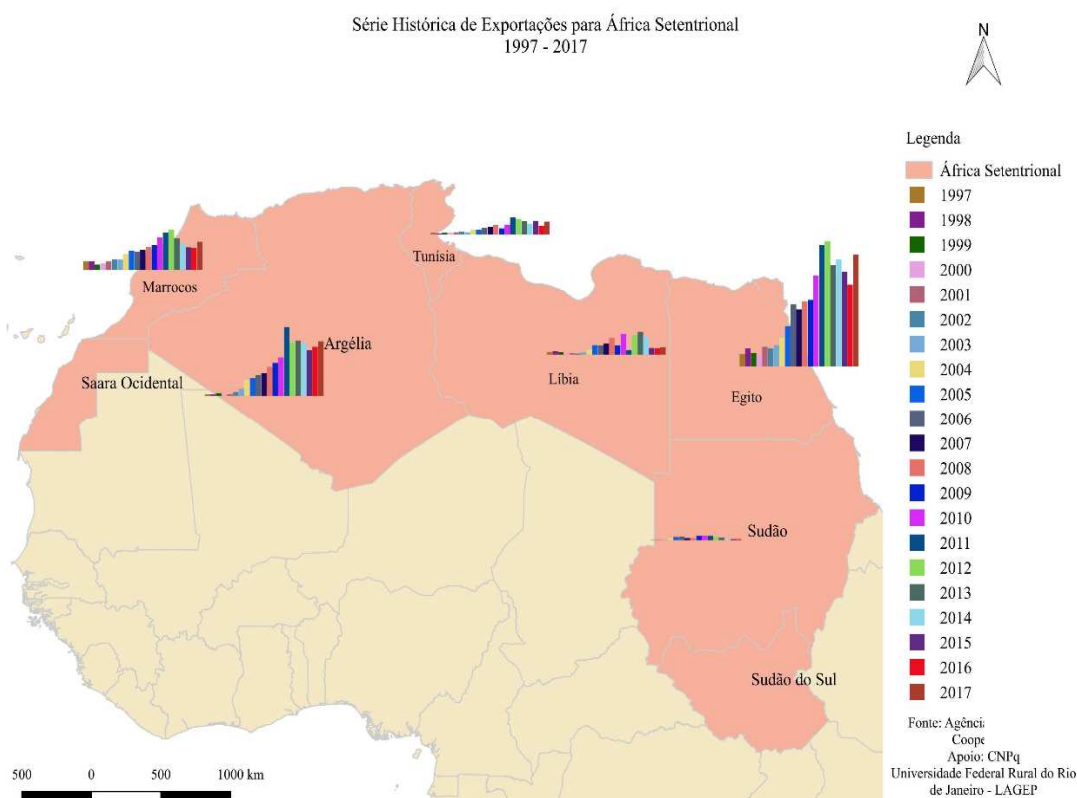 Série Histórica de Exportações para África Setentrional
1997 - 2017
N
Tunísia
Marrocos
Argélia
Saara Ocidental
Líbia
Egito
Sudão
Sudão do Sul
500 0 500 1000 km
Legenda
África Setentrional
1997
1998
1999
2000
2001
2002
2003
2004
2005
2006
2007
2008
2009
2010
2011
2012
2013
2014
2015
2016
2017
Fonte: Agênci
Coope
Apoio: CNPq
Universidade Federal Rural do Rio
de Janeiro - LAGEP